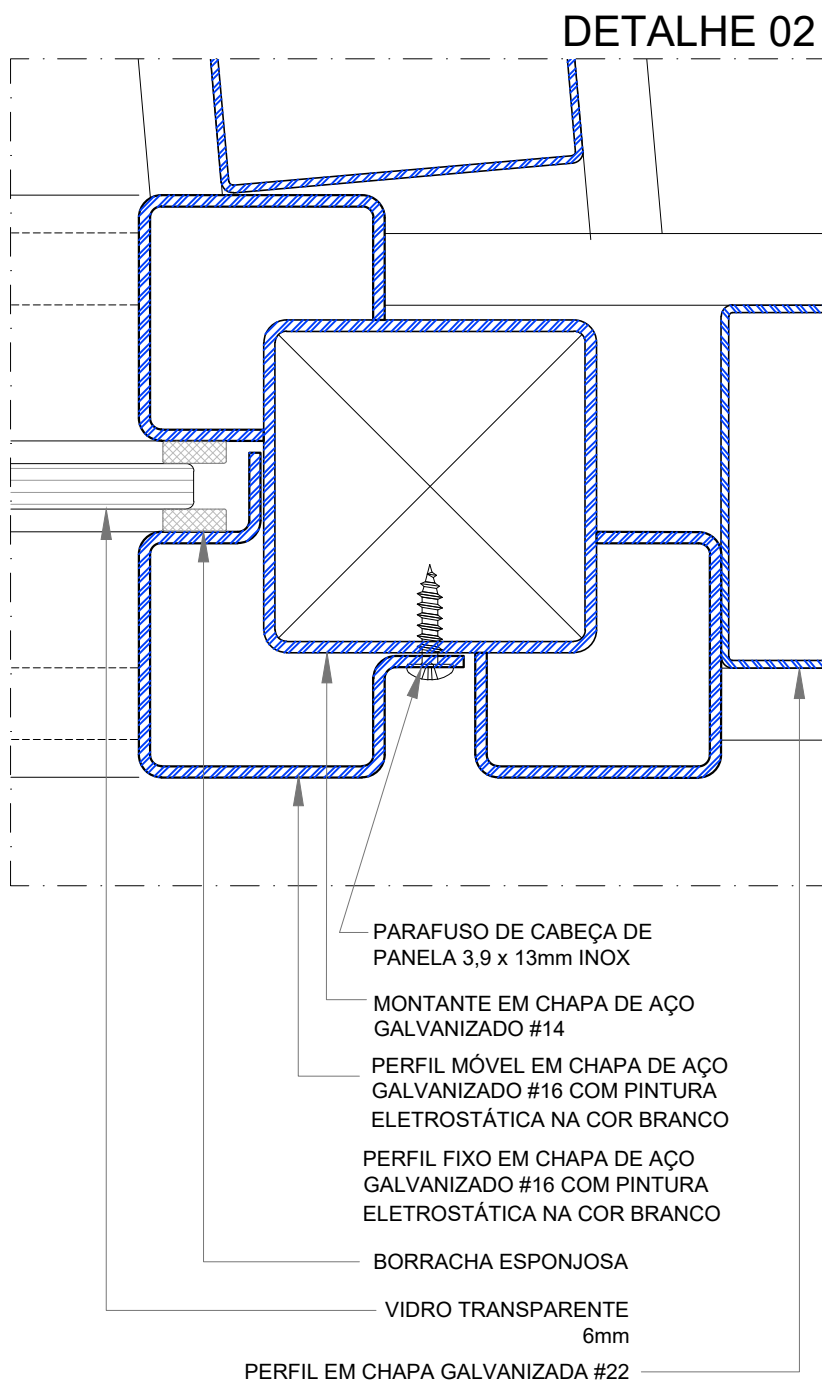 DETALHE 02
PARAFUSO DE CABEÇA DE
PANELA 3,9 x 13mm INOX
MONTANTE EM CHAPA DE AÇO
GALVANIZADO #14
PERFIL MÓVEL EM CHAPA DE AÇO
GALVANIZADO #16 COM PINTURA
ELETROSTÁTICA NA COR BRANCO
PERFIL FIXO EM CHAPA DE AÇO
GALVANIZADO #16 COM PINTURA
ELETROSTÁTICA NA COR BRANCO
BORRACHA ESPONJOSA
VIDRO TRANSPARENTE
6mm
PERFIL EM CHAPA GALVANIZADA #22